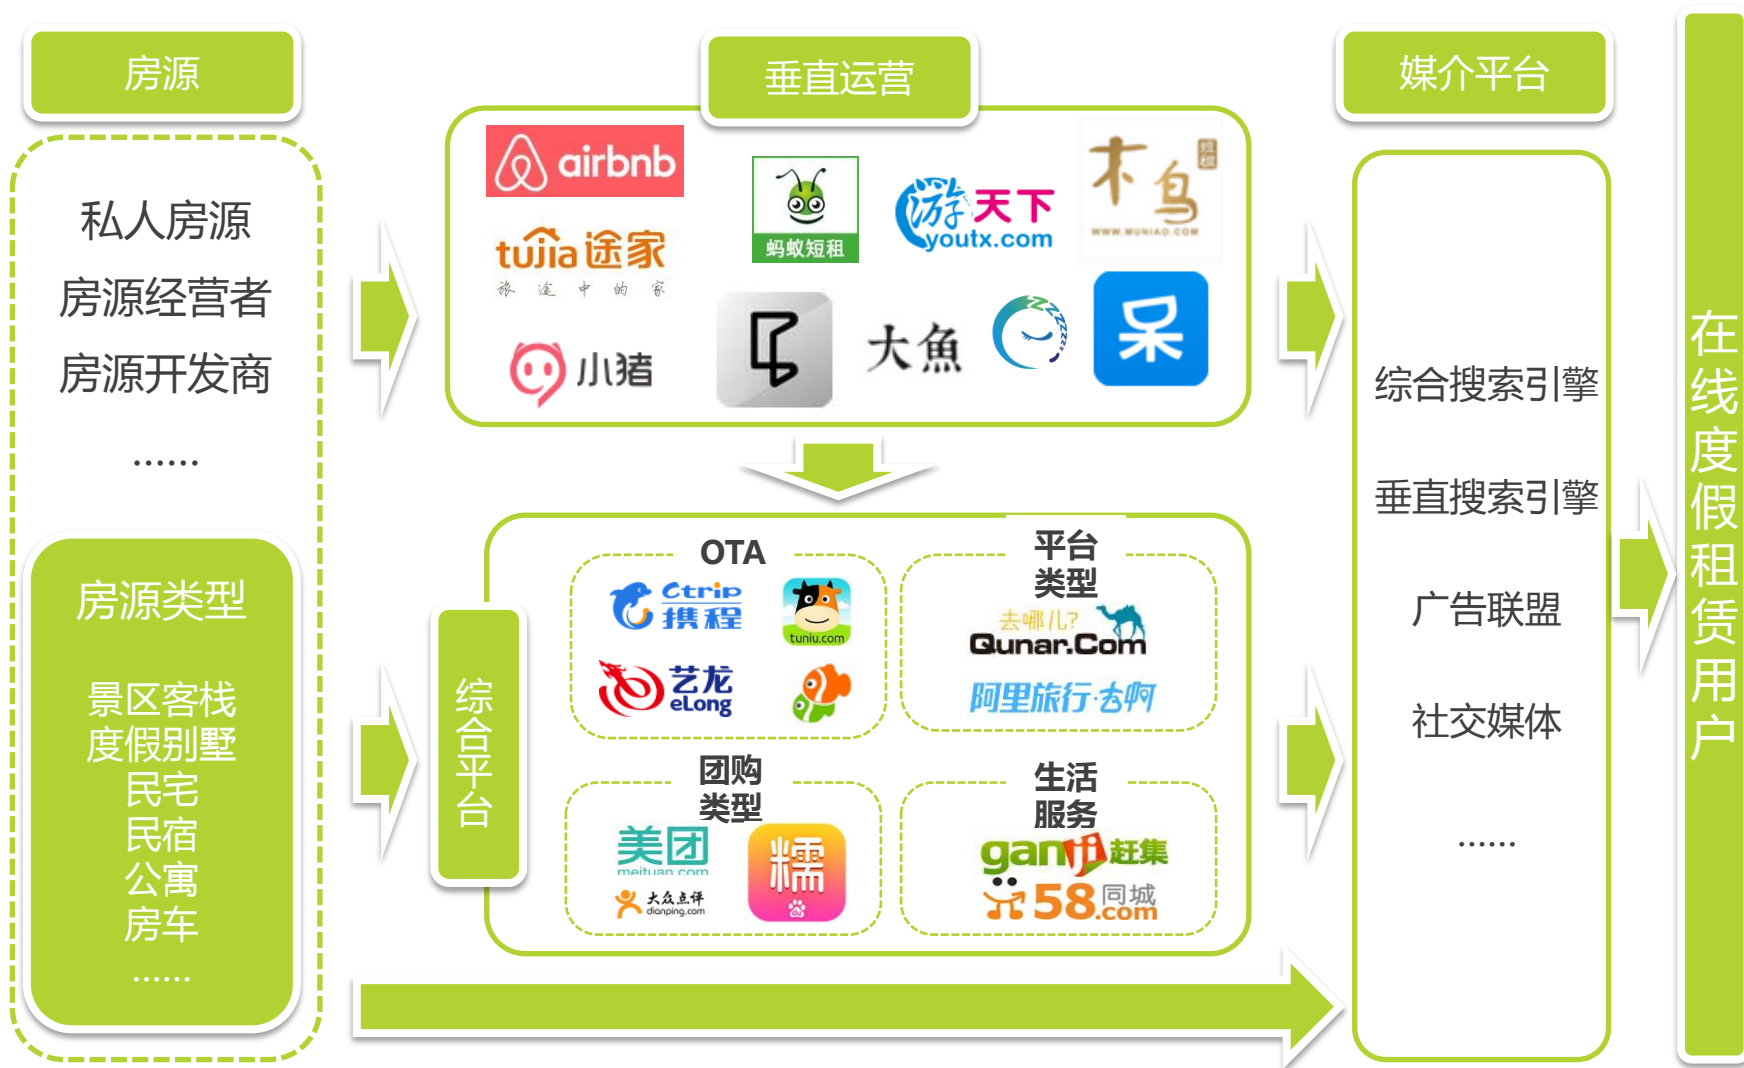 房源
私人房源
房源经营者
房源开发商
......
房源类型
景区客栈
度假别墅
民宅
民宿
公寓
房车
......
垂直运营
airbnb
tujia途家
旅途中的家
小猪
蚂蚁短租
游天下
youtx.com
木鸟
短租
WWW.MUNIAO.COM
大魚
呆
综合平台
OTA
Ctrip
携程
tuniu.com
艺龙
eLong
平台
类型
去哪儿?
Qunar.Com
阿里旅行·去啊
团购
类型
美团
meituan.com
大众点评
dianping.com
糯
生活
服务
ganji赶集
58同城
.com
媒介平台
综合搜索引擎
垂直搜索引擎
广告联盟
社交媒体
......
在线度假租赁用户